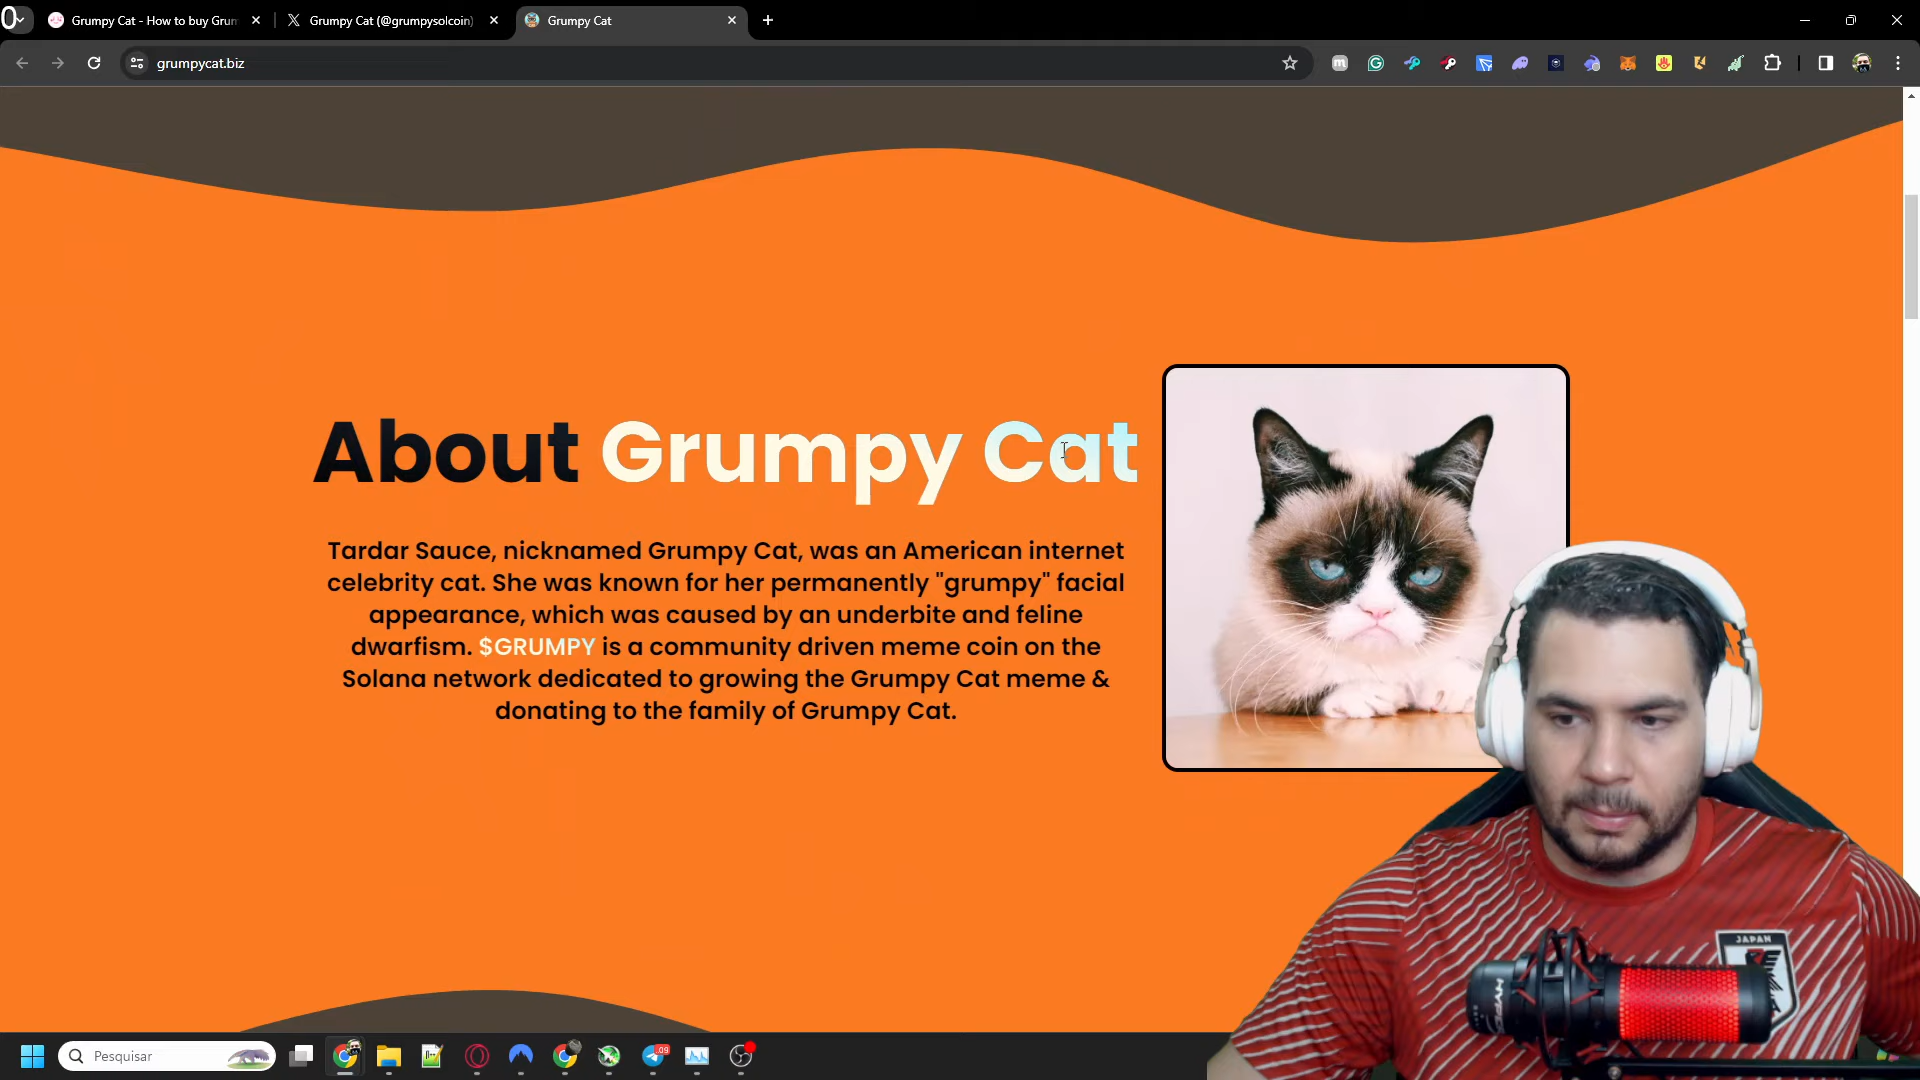 0
Grumpy Cat - How to buy Grum
Grumpy Cat (@grumpysolcoin)
Grumpy Cat
grumpycat.biz
About Grumpy Cat
Tardar Sauce, nicknamed Grumpy Cat, was an American internet
celebrity cat. She was known for her permanently "grumpy" facial
appearance, which was caused by an underbite and feline
dwarfism. $GRUMPY is a community driven meme coin on the
Solana network dedicated to growing the Grumpy Cat meme &
donating to the family of Grumpy Cat.
JAPAN
HYPERX
Pesquisar